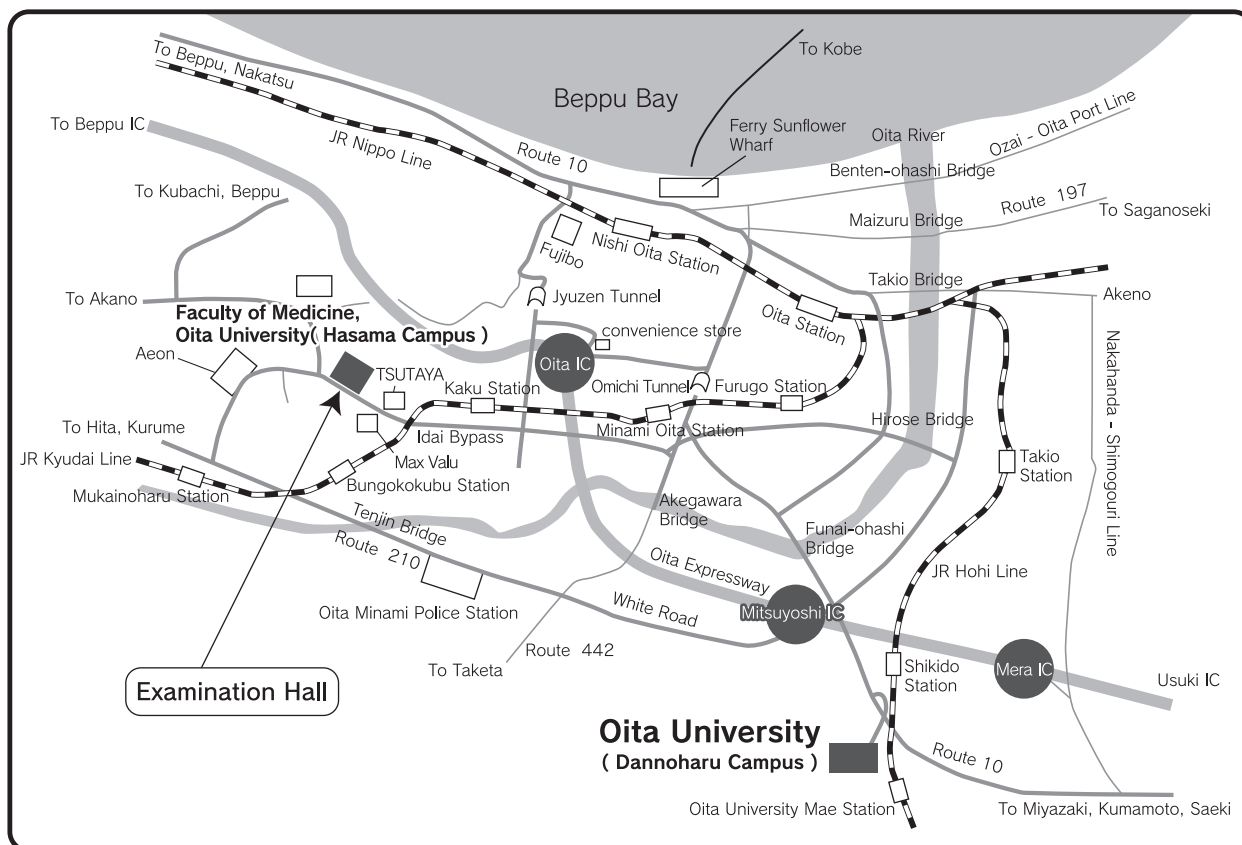 To Kobe
To Beppu, Nakatsu
Beppu Bay
To Beppu IC
JR Nippo Line
Route 10
Ferry Sunflower
Wharf
Oita River
Ozai - Oita Port Line
Benten-ohashi Bridge
To Kubachi, Beppu
Maizuru Bridge
Route 197
To Saganoseki
Fujibo
Nishi Oita Station
Takio Bridge
To Akano
Jyuzen Tunnel
Akeno
Faculty of Medicine,
Oita University( Hasama Campus )
Oita Station
convenience store
Aeon
Oita IC
TSUTAYA
Kaku Station
Omichi Tunnel
Furugo Station
Nakahanda - Shimogouri Line
To Hita, Kurume
Idai Bypass
Minami Oita Station
Hirose Bridge
JR Kyudai Line
Max Valu
Bungokokubu Station
Takio
Station
Mukainoharu Station
Tenjin Bridge
Akegawara
Bridge
Funai-ohashi
Bridge
Route 210
Oita Expressway
JR Hohi Line
Oita Minami Police Station
White Road
Mitsuyoshi IC
To Taketa
Route 442
Shikido
Station
Mera IC
Usuki IC
Examination Hall
Oita University
( Dannoharu Campus )
Route 10
Oita University Mae Station
To Miyazaki, Kumamoto, Saeki